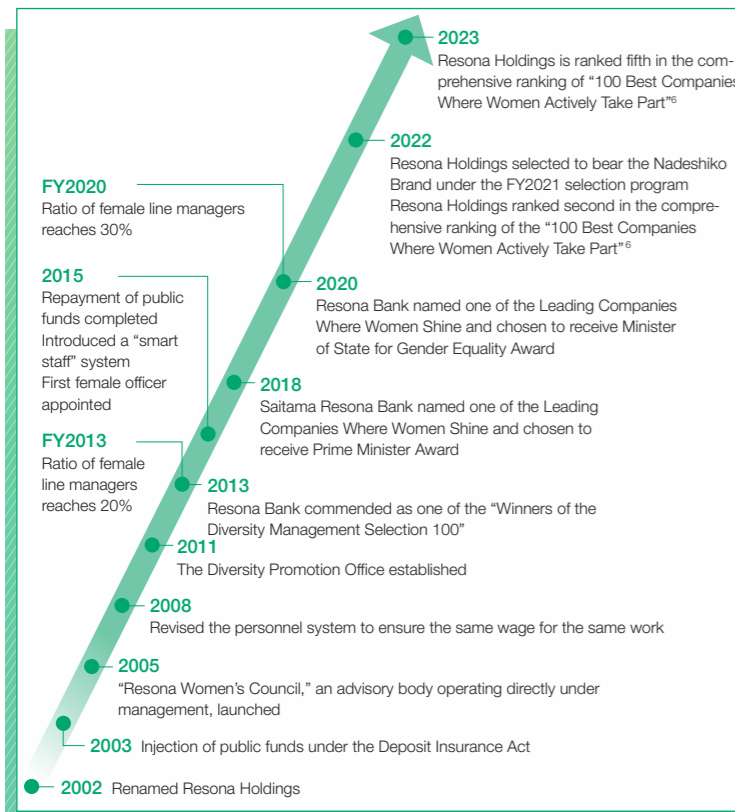 2023
Resona Holdings is ranked fifth in the com-
prehensive ranking of “100 Best Companies
Where Women Actively Take Part”⁶
2022
Resona Holdings selected to bear the Nadeshiko
Brand under the FY2021 selection program
Resona Holdings ranked second in the compre-
hensive ranking of the “100 Best Companies
Where Women Actively Take Part”⁶
FY2020
Ratio of female line managers
reaches 30%
2020
Resona Bank named one of the Leading Companies
Where Women Shine and chosen to receive Minister
of State for Gender Equality Award
2015
Repayment of public
funds completed
Introduced a “smart
staff” system
First female officer
appointed
2018
Saitama Resona Bank named one of the Leading
Companies Where Women Shine and chosen to
receive Prime Minister Award
FY2013
Ratio of female
line managers
reaches 20%
2013
Resona Bank commended as one of the “Winners of the
Diversity Management Selection 100”
2011
The Diversity Promotion Office established
2008
Revised the personnel system to ensure the same wage for the same work
2005
“Resona Women’s Council,” an advisory body operating directly under
management, launched
2003 Injection of public funds under the Deposit Insurance Act
2002 Renamed Resona Holdings